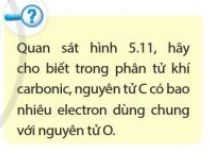 ?
Quan sát hình 5.11, hãy
cho biết trong phân tử khí
carbonic, nguyên tử C có bao
nhiêu electron dùng chung
với nguyên tử O.